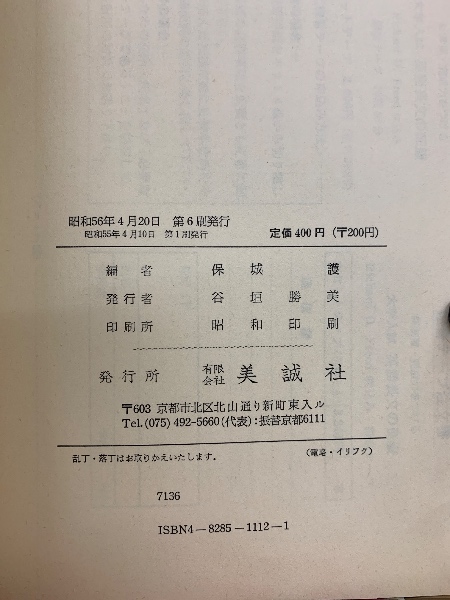 昭和56年4月20日 第6刷発行
昭和55年4月10日 第1刷発行
定価400円(〒200円)
編者 保城護
発行者 谷垣勝美
印刷所 昭和印刷
発行所 有限会社 美誠社
〒603 京都市北区北山通り新町東入ル
Tel.(075)492-5660(代表):振替京都6111
乱丁・落丁はお取りかえいたします。 (電略・イリフク)
7136
ISBN4-8285-1112-1